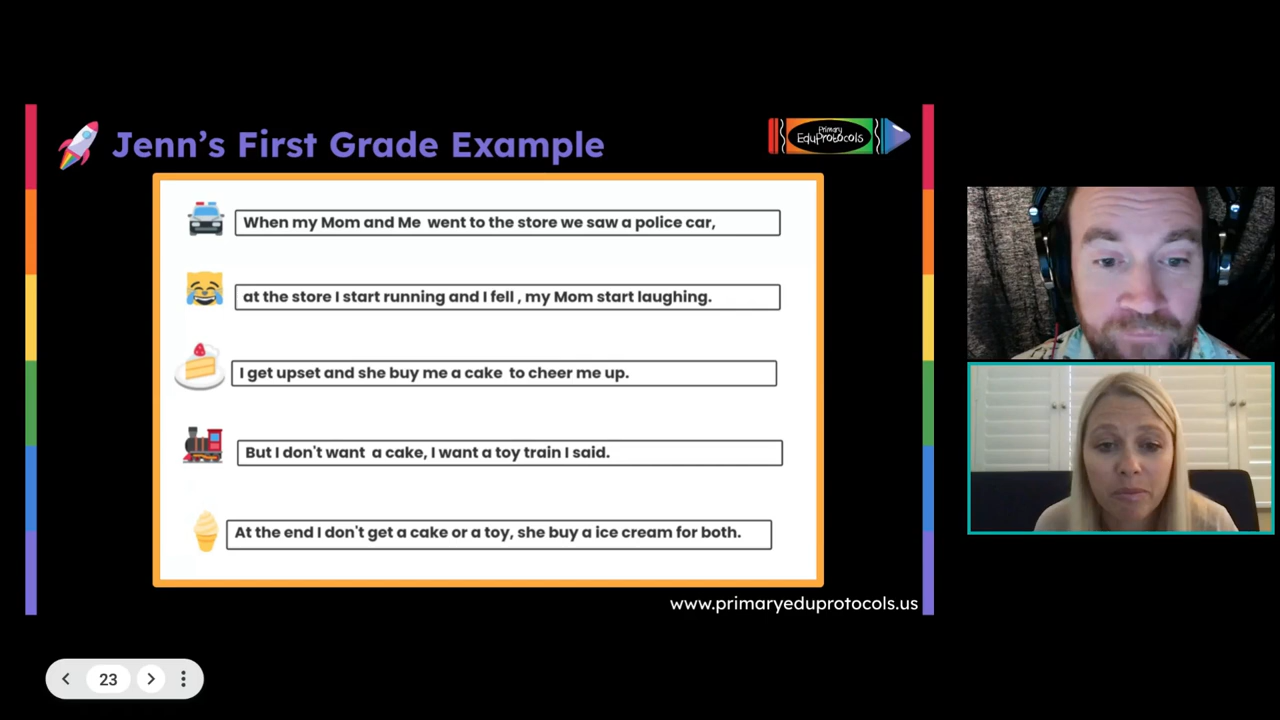 Jenn's First Grade Example
Primary
EduProtocols
When my Mom and Me went to the store we saw a police car,
at the store I start running and I fell , my Mom start laughing.
I get upset and she buy me a cake to cheer me up.
But I don't want a cake, I want a toy train I said.
At the end I don't get a cake or a toy, she buy a ice cream for both.
www.primaryeduprotocols.us
23